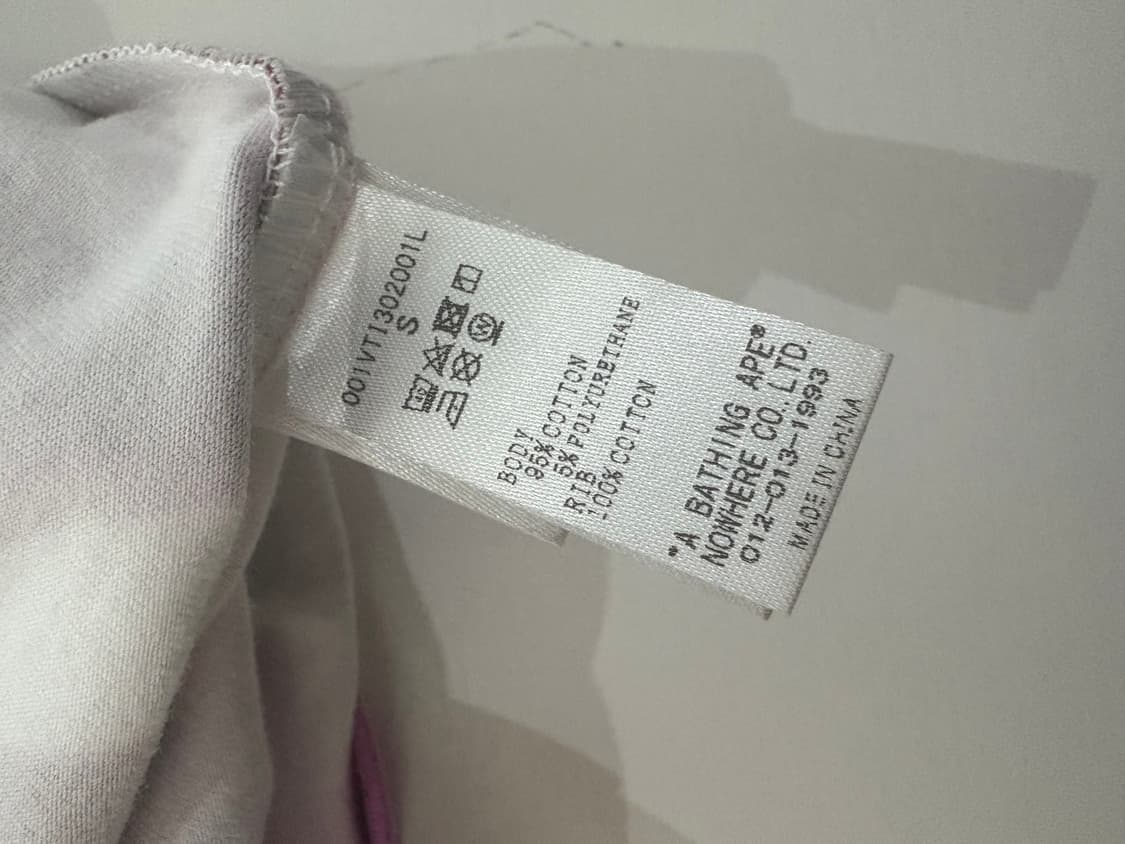 001VTI302001L
S
BODY
95% COTTON
5% POLYURETHANE
RIB
100% COTTON
"A BATHING APE®
NOWHERE CO., LTD.
012-013-1993
MADE IN CHINA